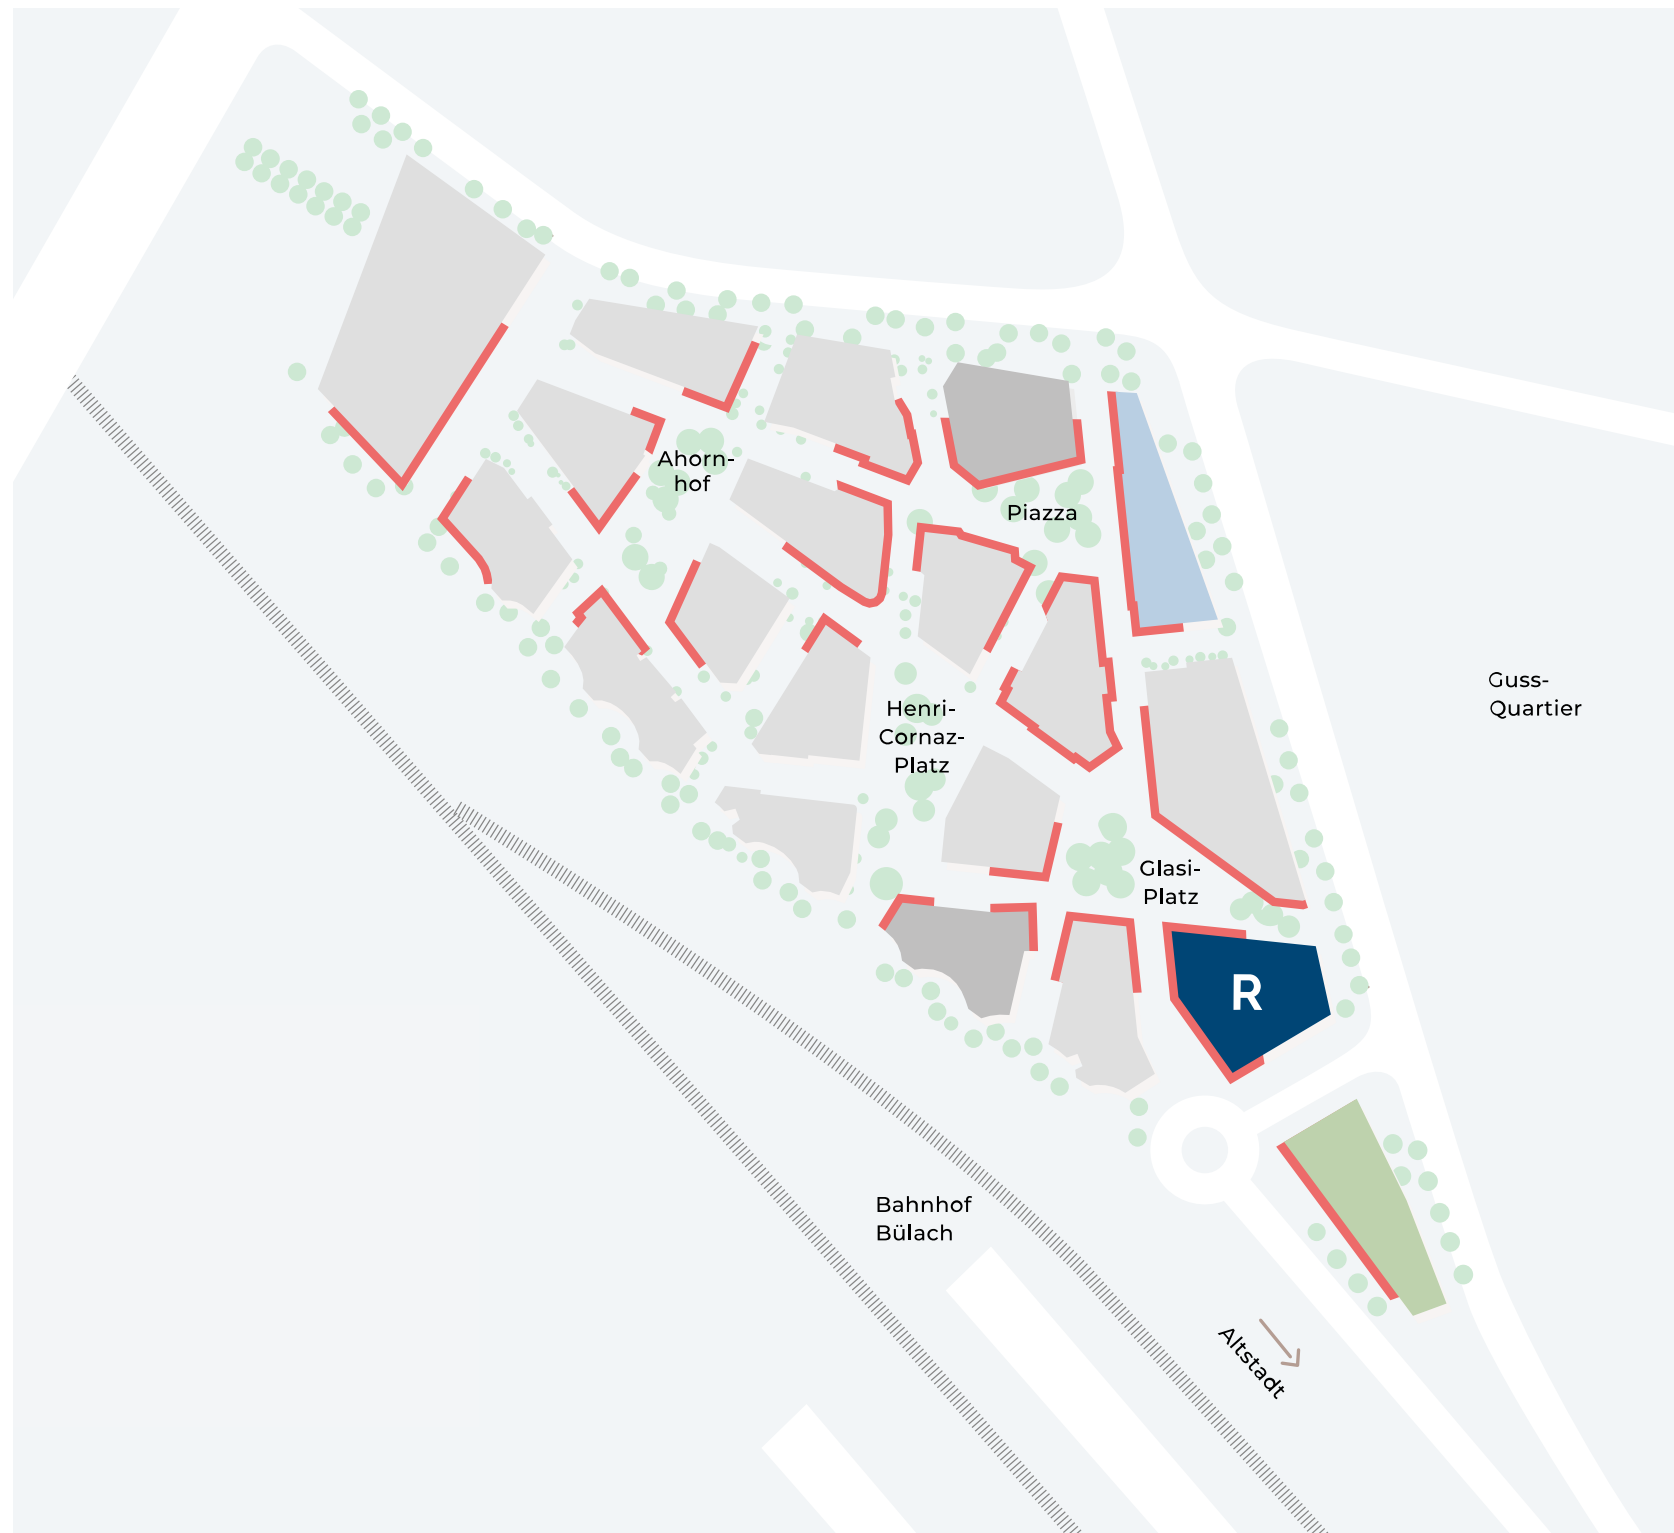 Ahorn-
hof
Piazza
Guss-
Quartier
Henri-
Cornaz-
Platz
Glasi-
Platz
R
Bahnhof
Bülach
Altstadt